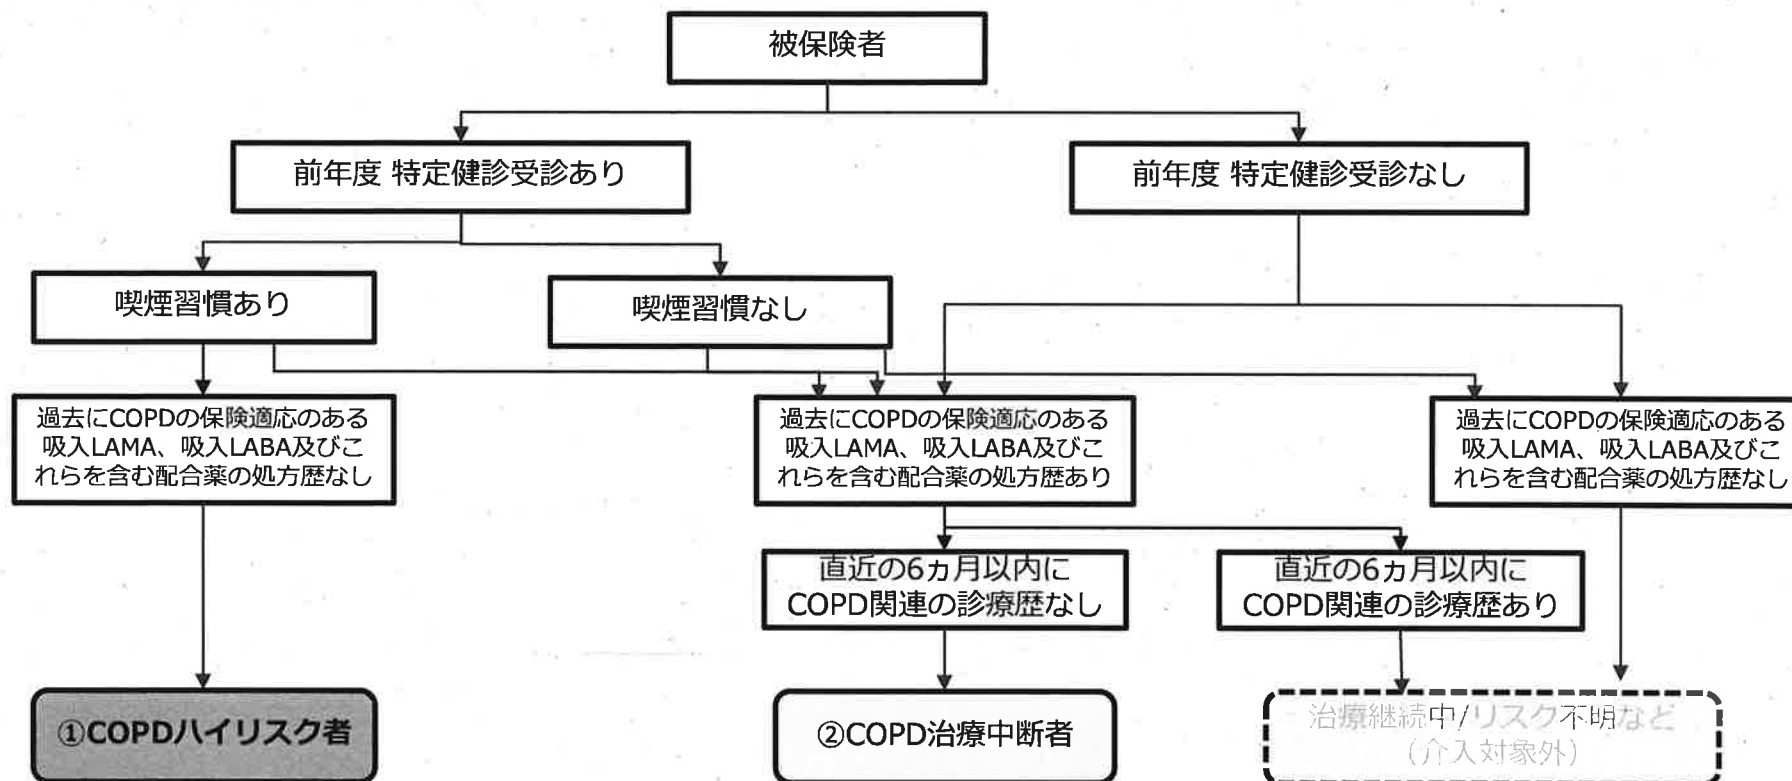 被保険者
前年度 特定健診受診あり
前年度 特定健診受診なし
喫煙習慣あり
喫煙習慣なし
過去にCOPDの保険適応のある
吸入LAMA、吸入LABA及びこ
れらを含む配合薬の処方歴なし
過去にCOPDの保険適応のある
吸入LAMA、吸入LABA及びこ
れらを含む配合薬の処方歴あり
過去にCOPDの保険適応のある
吸入LAMA、吸入LABA及びこ
れらを含む配合薬の処方歴なし
直近の6ヵ月以内に
COPD関連の診療歴なし
直近の6ヵ月以内に
COPD関連の診療歴あり
①COPDハイリスク者
②COPD治療中断者
治療継続中/リスク不明など
(介入対象外)